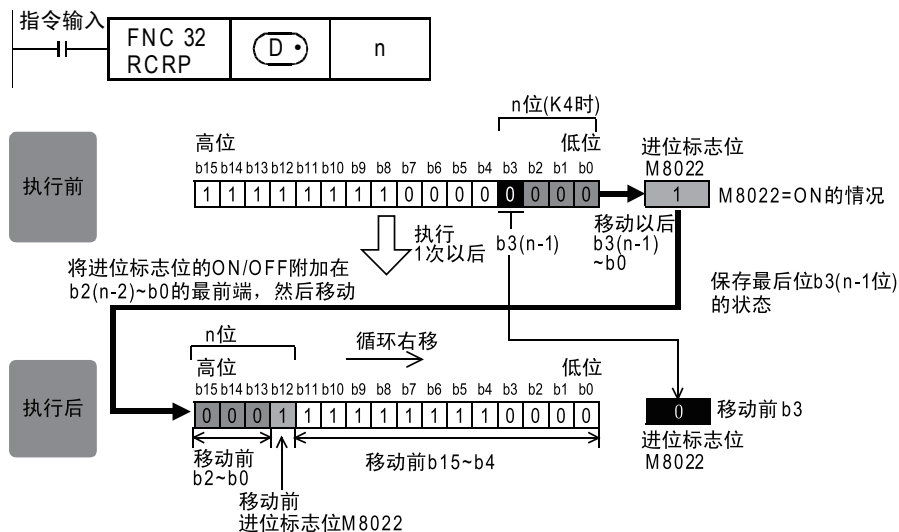 指令输入
FNC 32
RCRP
D•
n
n位(K4时)
高位
低位
进位标志位
M8022
b15 b14 b13 b12 b11 b10 b9 b8 b7 b6 b5 b4 b3 b2 b1 b0
执行前
1 1 1 1 1 1 1 1 0 0 0 0 0 0 0 0
1
M8022=ON的情况
执行
1次以后
b3(n-1)
移动以后
b3(n-1)
~b0
将进位标志位的ON/OFF附加在
b2(n-2)~b0的最前端，然后移动
保存最后位b3(n-1位)
的状态
n位
循环右移
高位
低位
b15 b14 b13 b12 b11 b10 b9 b8 b7 b6 b5 b4 b3 b2 b1 b0
执行后
0 0 0 1 1 1 1 1 1 1 1 1 0 0 0 0
0
移动前b3
进位标志位
M8022
移动前
b2~b0
移动前b15~b4
移动前
进位标志位M8022